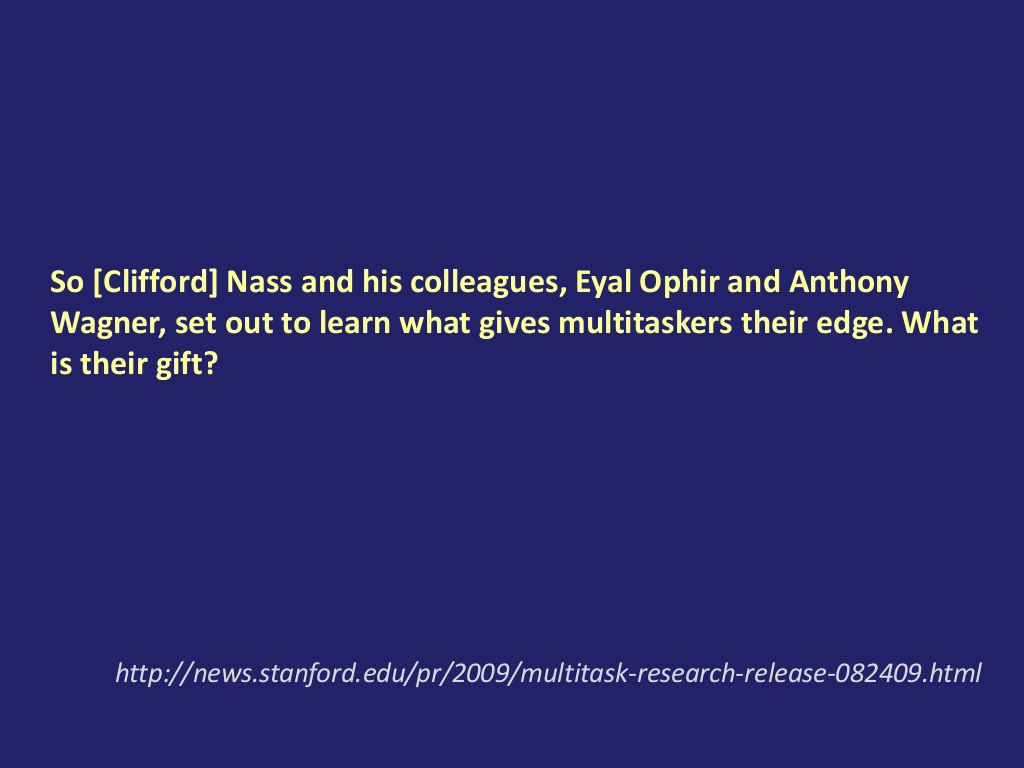 So [Clifford] Nass and his colleagues, Eyal Ophir and Anthony
Wagner, set out to learn what gives multitaskers their edge. What
is their gift?
http://news.stanford.edu/pr/2009/multitask-research-release-082409.html